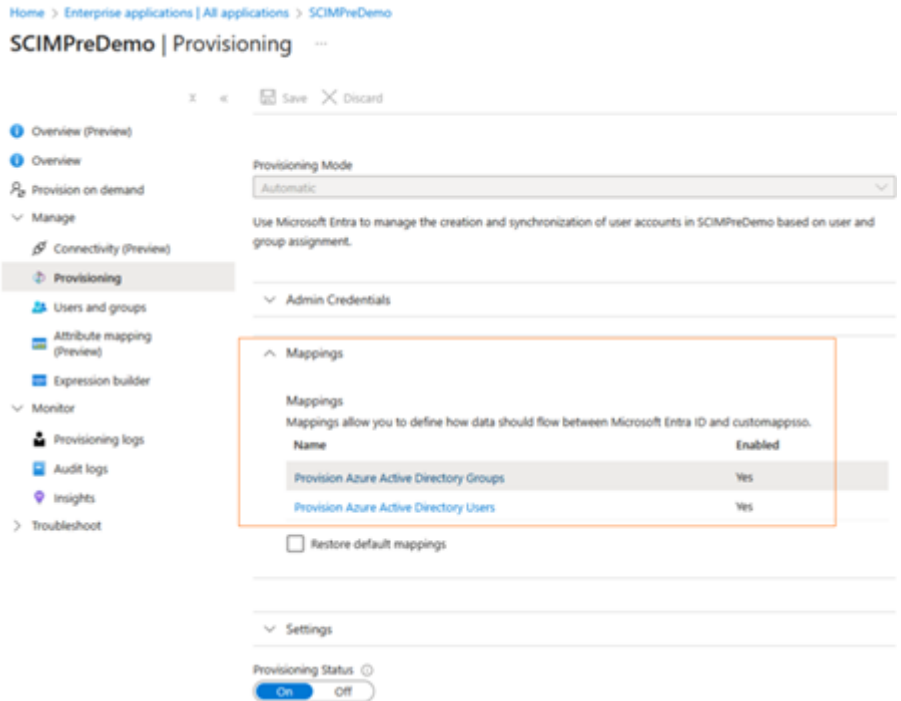 Home > Enterprise applications | All applications > SCIMPreDemo
SCIMPreDemo | Provisioning ...
Save Discard
Overview (Preview)
Overview
Provision on demand
Manage
Connectivity (Preview)
Provisioning
Users and groups
Attribute mapping
(Preview)
Expression builder
Monitor
Provisioning logs
Audit logs
Insights
Troubleshoot
Provisioning Mode
Automatic
Use Microsoft Entra to manage the creation and synchronization of user accounts in SCIMPreDemo based on user and
group assignment.
Admin Credentials
Mappings
Mappings
Mappings allow you to define how data should flow between Microsoft Entra ID and customappsso.
Name Enabled
Provision Azure Active Directory Groups Yes
Provision Azure Active Directory Users Yes
Restore default mappings
Settings
Provisioning Status
On Off